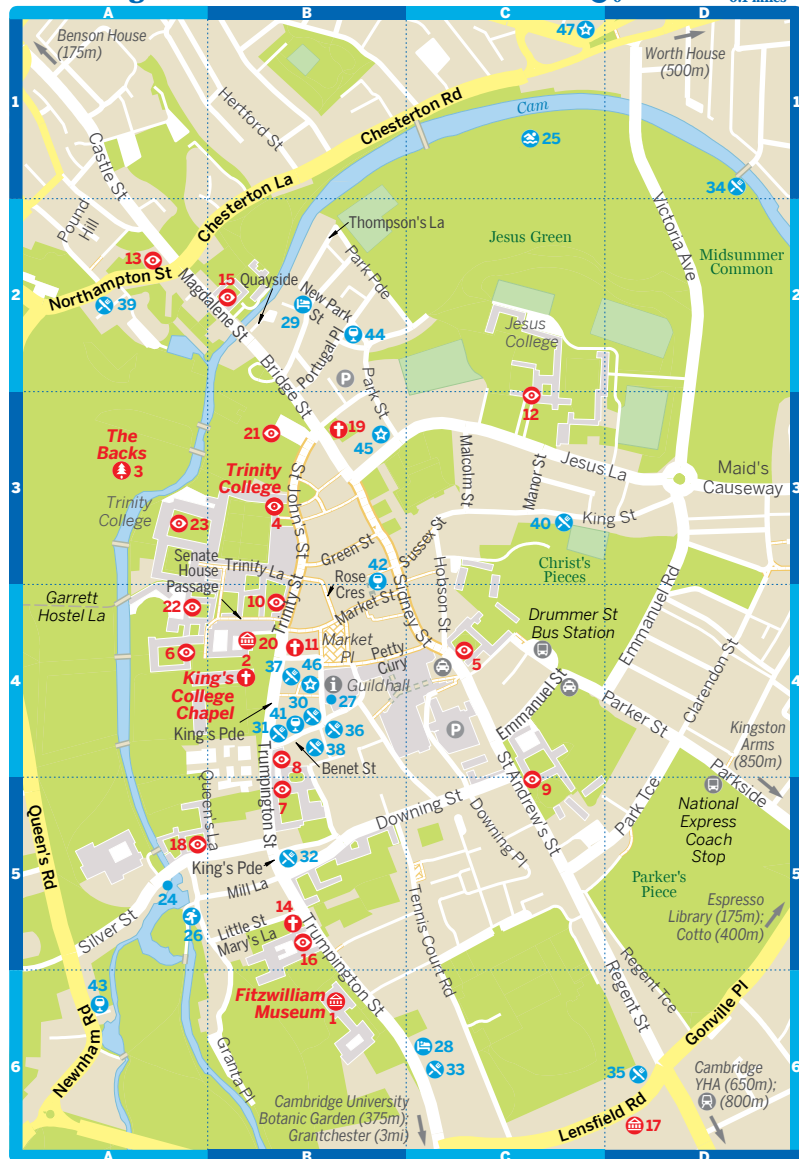 A
B
C
D
Benson House
(175m)
47
Worth House
(500m)
1
1
Hertford St
Chesterton Rd
Cam
25
Castle St
34
Chesterton La
Pound
Hill
Thompson's La
Victoria Ave
Jesus Green
Midsummer
Common
13
Park Pde
Northampton St
15
Quayside
2
2
39
Magdalene St
New Park
St
29
44
Jesus
College
Portugal Pl
Bridge St
P
Park St
12
The
Backs
3
21
19
45
Malcolm St
Manor St
Jesus La
Trinity
College
4
St John's St
3
3
Maid's
Causeway
Trinity
College
23
40
King St
Sussex St
Green St
Senate
House
Passage
Trinity La
42
Rose
Cres
Christ's
Pieces
Hobson St
Sidney St
Emmanuel Rd
Garrett
Hostel La
22
10
Trinity St
Market St
Drummer St
Bus Station
6
20
2
11
Market
Pl
Petty
Cury
5
4
4
King's
College
Chapel
37
46
i
Guildhall
27
30
Emmanuel St
Clarendon St
Parker St
King's Pde
41
31
36
38
P
Kingston
Arms
(850m)
Benet St
8
Trumpington St
7
St Andrew's St
9
Parkside
Queen's La
Queen's Rd
Downing St
Downing Pl
Park Tce
National
Express
Coach
Stop
18
King's Pde
32
5
5
Mill La
24
Parker's
Piece
Silver St
26
14
Little St
Mary's La
16
Trumpington St
Tennis Court Rd
Espresso
Library (175m);
Cotto (400m)
Regent Tce
Regent St
43
Fitzwilliam
Museum
1
Gonville Pl
Newnham Rd
Granta Pl
28
33
35
6
6
Cambridge
YHA (650m);
(800m)
Cambridge University
Botanic Garden (375m);
Grantchester (3mi)
Lensfield Rd
17
A
B
C
D